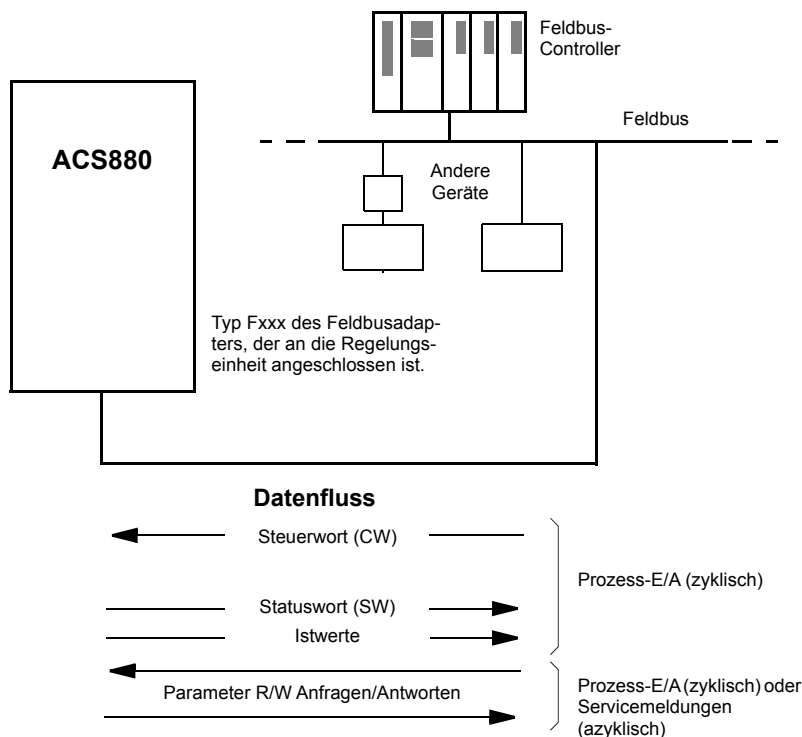 Feldbus-
Controller
Feldbus
ACS880
Andere
Geräte
Typ Fxxx des Feldbusadap-
ters, der an die Regelungs-
einheit angeschlossen ist.
Datenfluss
Steuerwort (CW)
Prozess-E/A (zyklisch)
Statuswort (SW)
Istwerte
Parameter R/W Anfragen/Antworten
Prozess-E/A (zyklisch) oder
Servicemeldungen
(azyklisch)